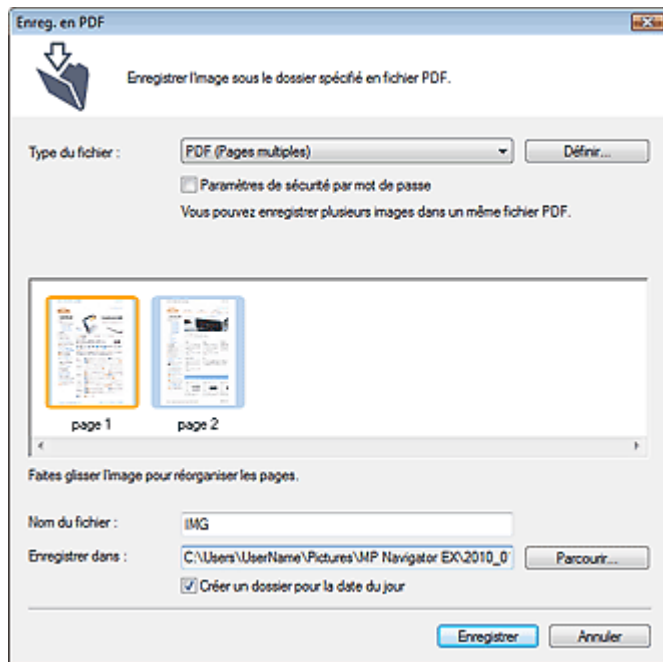 Enreg. en PDF
Enregistrer l'image sous le dossier spécifié en fichier PDF.
Type du fichier : PDF (Pages multiples) Définir...
Paramètres de sécurité par mot de passe
Vous pouvez enregistrer plusieurs images dans un même fichier PDF.
page 1 page 2
Faites glisser l'image pour réorganiser les pages.
Nom du fichier : IMG
Enregistrer dans : C:\Users\UserName\Pictures\MP Navigator EX\2010_0 Parcourir...
Créer un dossier pour la date du jour
Enregistrer Annuler